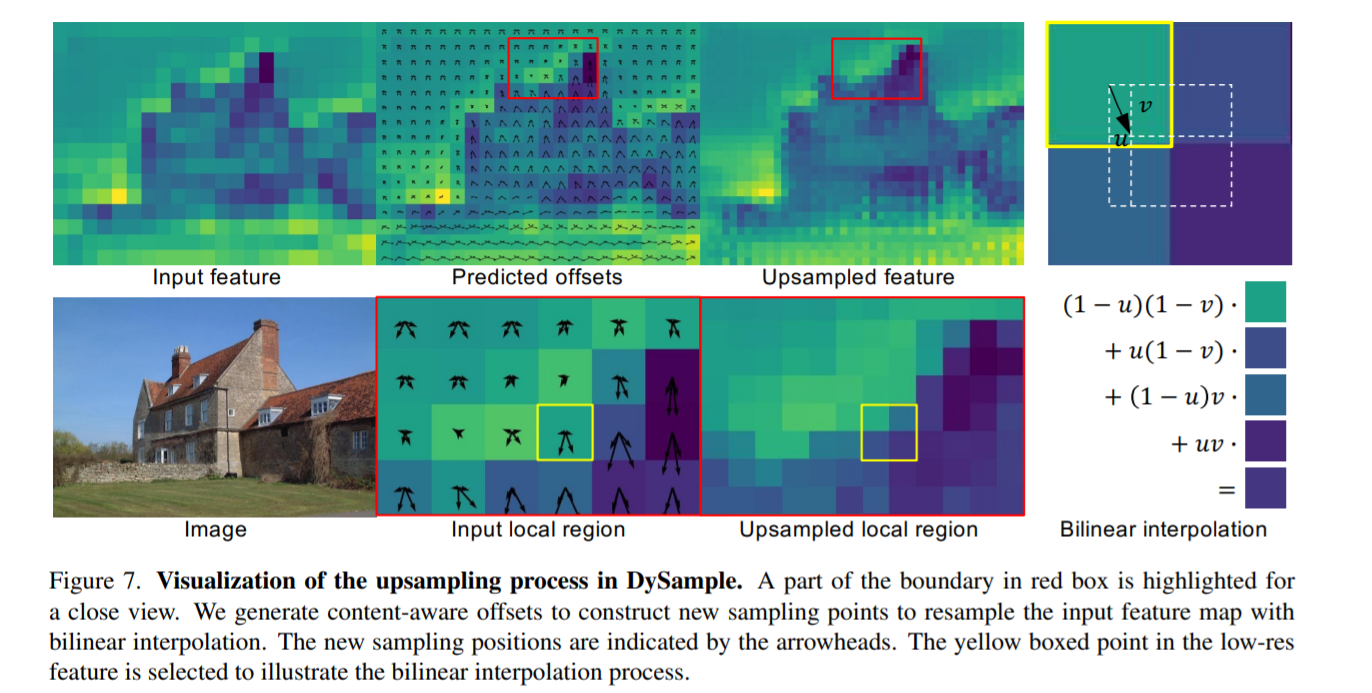 Input feature
Predicted offsets
Upsampled feature
v
u
Image
Input local region
Upsampled local region
(1 − u)(1 − v) ·
+ u(1 − v) ·
+ (1 − u)v ·
+ uv ·
=
Bilinear interpolation
Figure 7. Visualization of the upsampling process in DySample. A part of the boundary in red box is highlighted for
a close view. We generate content-aware offsets to construct new sampling points to resample the input feature map with
bilinear interpolation. The new sampling positions are indicated by the arrowheads. The yellow boxed point in the low-res
feature is selected to illustrate the bilinear interpolation process.